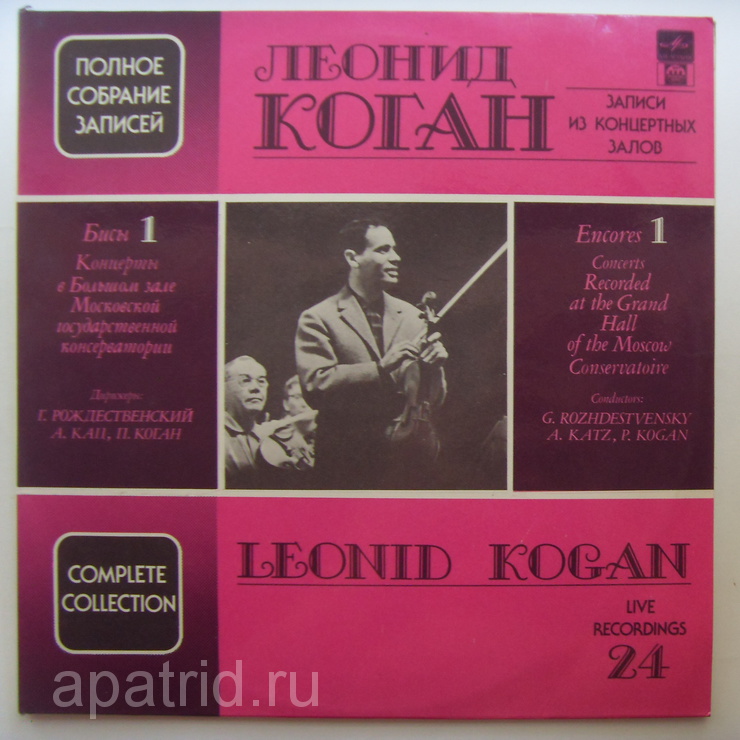 ПОЛНОЕ
СОБРАНИЕ
ЗАПИСЕЙ
ЛЕОНИД
КОГАН
ЗАПИСИ
ИЗ КОНЦЕРТНЫХ
ЗАЛОВ
Бисы 1
Концерты
в Большом зале
Московской
государственной
консерватории
Дирижеры:
Г. РОЖДЕСТВЕНСКИЙ
А. КАЦ, П. КОГАН
Encores 1
Concerts
Recorded
at the Grand
Hall
of the Moscow
Conservatoire
Conductors:
G. ROZHDESTVENSKY
A. KATZ, P. KOGAN
COMPLETE
COLLECTION
LEONID KOGAN
LIVE
RECORDINGS
24
apatrid.ru